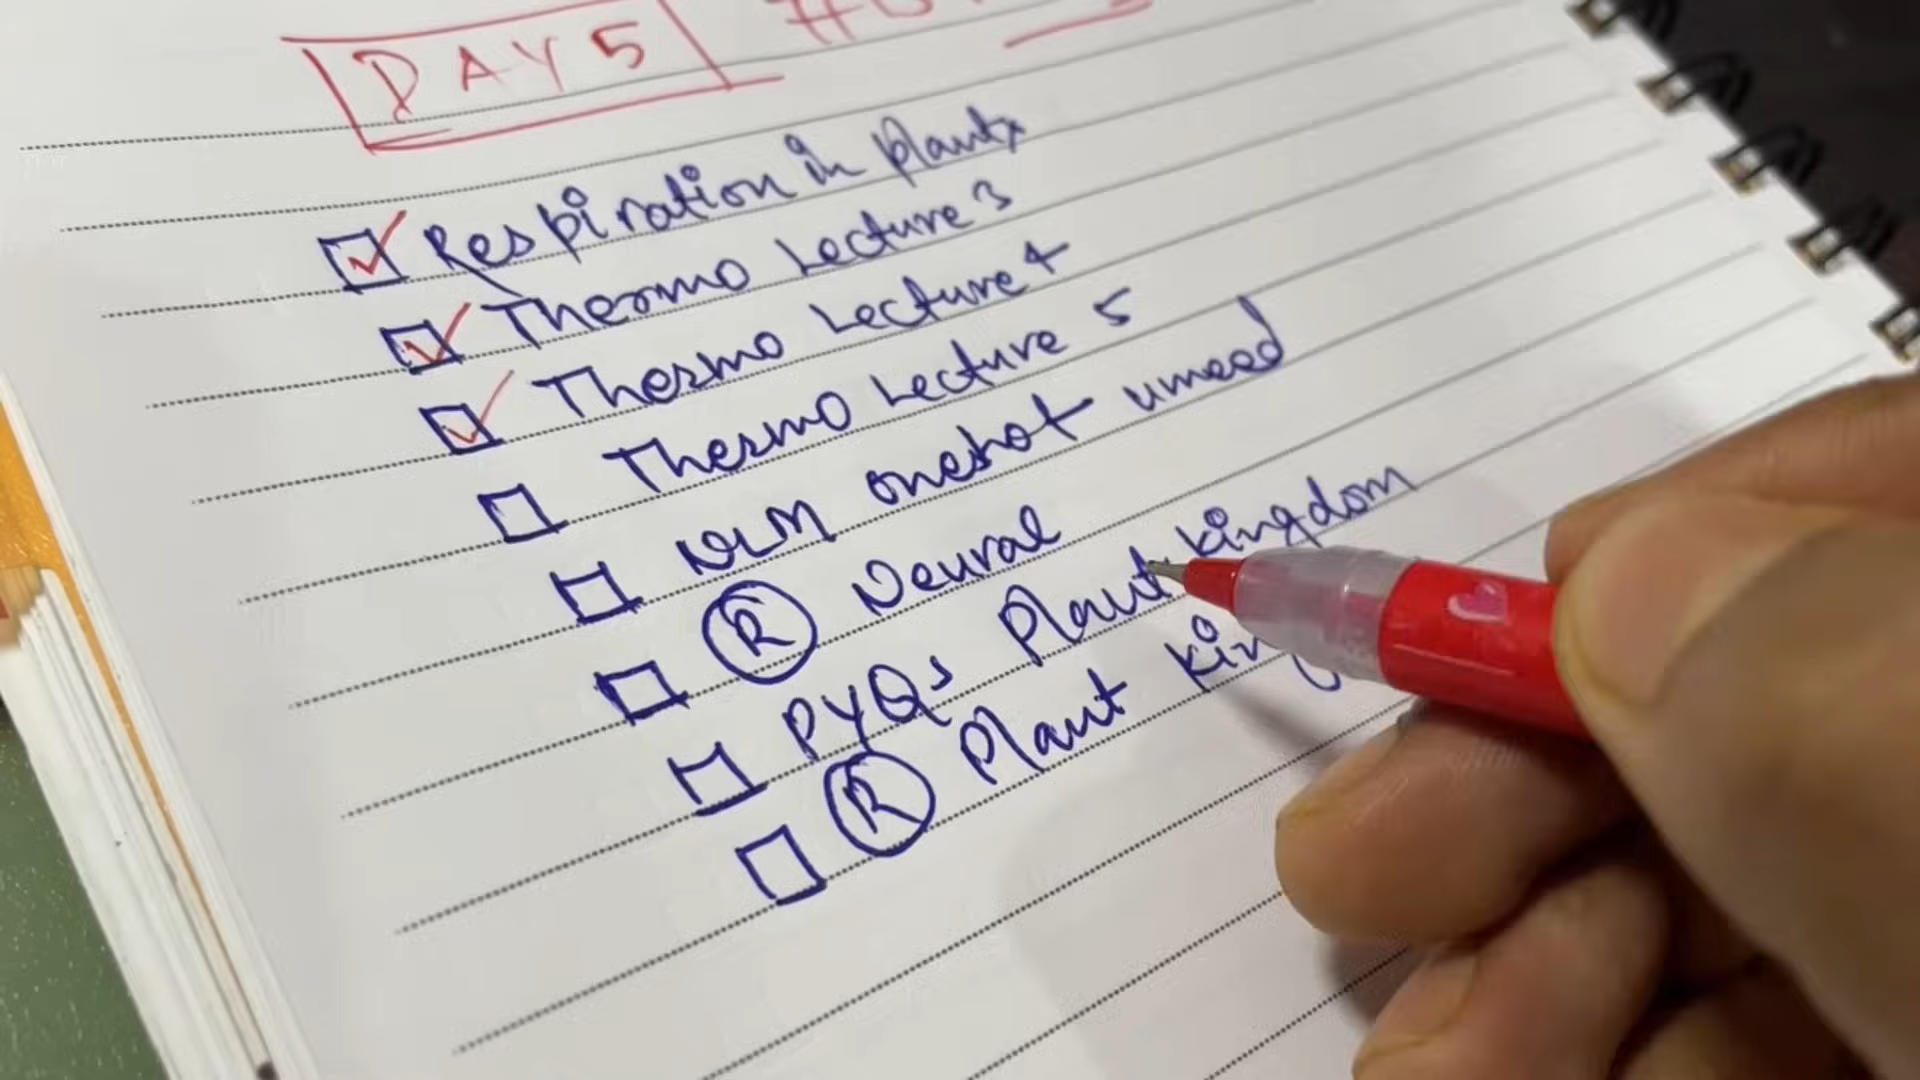 DAY 5
Respiration in plants
Thermo Lecture 3
Thermo Lecture 4
Thermo Lecture 5
NLM oneshot umeed
R Neural
PYQs Plant kingdom
R Plant